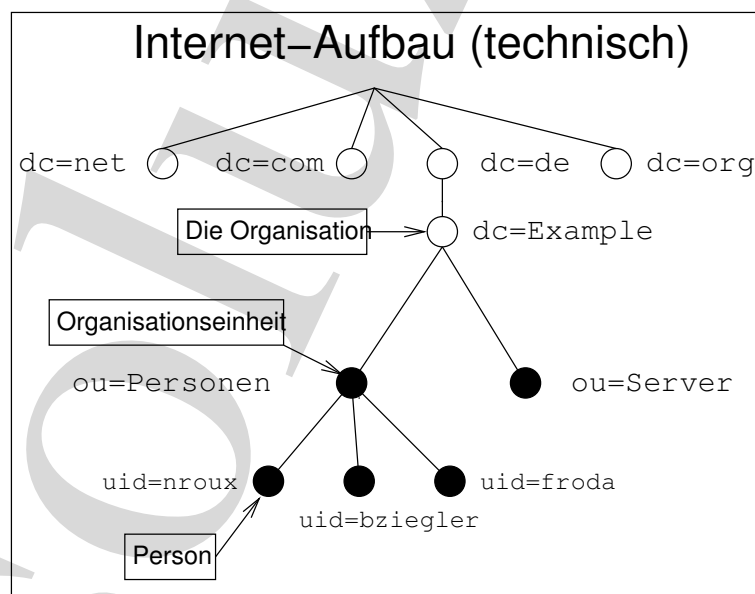 Internet–Aufbau (technisch)
dc=net dc=com dc=de dc=org
Die Organisation dc=Example
Organisationseinheit
ou=Personen ou=Server
uid=nroux uid=froda
uid=bziegler
Person